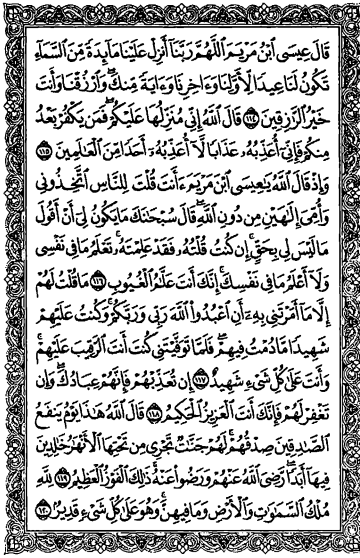 قَالَ عِيسَى ٱبْنُ مَرْيَمَ ٱللَّهُمَّ رَبَّنَآ أَنزِلْ عَلَيْنَا مَآئِدَةً مِّنَ ٱلسَّمَآءِ
تَكُونُ لَنَا عِيدًا لِّأَوَّلِنَا وَءَاخِرِنَا وَءَايَةً مِّنكَ ۖ وَٱرْزُقْنَا وَأَنتَ
خَيْرُ ٱلرَّٰزِقِينَ ١١٤ قَالَ ٱللَّهُ إِنِّى مُنَزِّلُهَا عَلَيْكُمْ ۖ فَمَن يَكْفُرْ بَعْدُ
مِنكُمْ فَإِنِّىٓ أُعَذِّبُهُۥ عَذَابًا لَّآ أُعَذِّبُهُۥٓ أَحَدًا مِّنَ ٱلْعَٰلَمِينَ ١١٥
وَإِذْ قَالَ ٱللَّهُ يَٰعِيسَى ٱبْنَ مَرْيَمَ ءَأَنتَ قُلْتَ لِلنَّاسِ ٱتَّخِذُونِى
وَأُمِّىَ إِلَٰهَيْنِ مِن دُونِ ٱللَّهِ ۖ قَالَ سُبْحَٰنَكَ مَا يَكُونُ لِىٓ أَنْ أَقُولَ
مَا لَيْسَ لِى بِحَقٍّ ۚ إِن كُنتُ قُلْتُهُۥ فَقَدْ عَلِمْتَهُۥ ۚ تَعْلَمُ مَا فِى نَفْسِى
وَلَآ أَعْلَمُ مَا فِى نَفْسِكَ ۚ إِنَّكَ أَنتَ عَلَّٰمُ ٱلْغُيُوبِ ١١٦ مَا قُلْتُ لَهُمْ
إِلَّا مَآ أَمَرْتَنِى بِهِۦٓ أَنِ ٱعْبُدُوا۟ ٱللَّهَ رَبِّى وَرَبَّكُمْ ۚ وَكُنتُ عَلَيْهِمْ
شَهِيدًا مَّا دُمْتُ فِيهِمْ ۖ فَلَمَّا تَوَفَّيْتَنِى كُنتَ أَنتَ ٱلرَّقِيبَ عَلَيْهِمْ ۚ
وَأَنتَ عَلَىٰ كُلِّ شَىْءٍ شَهِيدٌ ١١٧ إِن تُعَذِّبْهُمْ فَإِنَّهُمْ عِبَادُكَ ۖ وَإِن
تَغْفِرْ لَهُمْ فَإِنَّكَ أَنتَ ٱلْعَزِيزُ ٱلْحَكِيمُ ١١٨ قَالَ ٱللَّهُ هَٰذَا يَوْمُ يَنفَعُ
ٱلصَّٰدِقِينَ صِدْقُهُمْ ۚ لَهُمْ جَنَّٰتٌ تَجْرِى مِن تَحْتِهَا ٱلْأَنْهَٰرُ خَٰلِدِينَ
فِيهَآ أَبَدًا ۚ رَّضِىَ ٱللَّهُ عَنْهُمْ وَرَضُوا۟ عَنْهُ ۚ ذَٰلِكَ ٱلْفَوْزُ ٱلْعَظِيمُ ١١٩ لِلَّهِ
مُلْكُ ٱلسَّمَٰوَٰتِ وَٱلْأَرْضِ وَمَا فِيهِنَّ ۚ وَهُوَ عَلَىٰ كُلِّ شَىْءٍ قَدِيرٌۢ ١٢٠